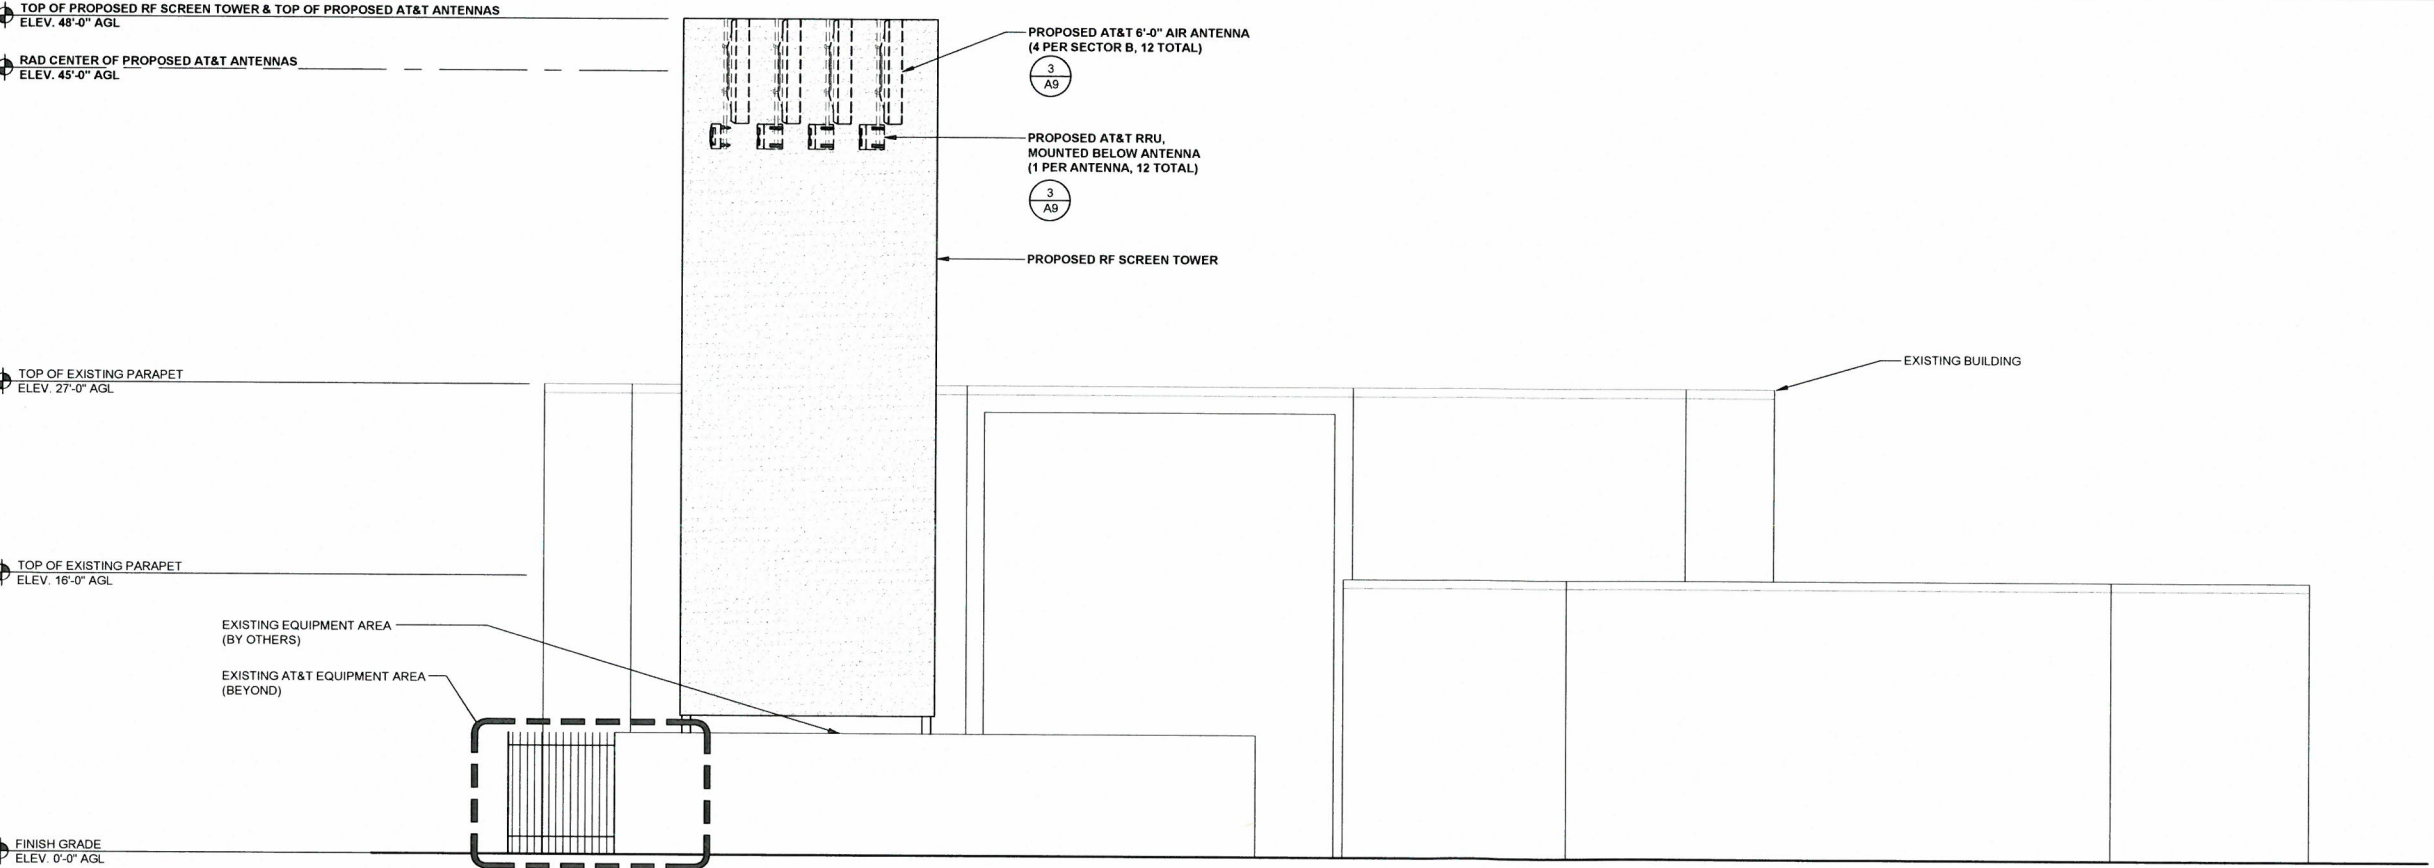 TOP OF PROPOSED RF SCREEN TOWER & TOP OF PROPOSED AT&T ANTENNAS
ELEV. 48'-0" AGL
RAD CENTER OF PROPOSED AT&T ANTENNAS
ELEV. 45'-0" AGL
PROPOSED AT&T 6'-0" AIR ANTENNA
(4 PER SECTOR B, 12 TOTAL)
3
A9
PROPOSED AT&T RRU,
MOUNTED BELOW ANTENNA
(1 PER ANTENNA, 12 TOTAL)
3
A9
PROPOSED RF SCREEN TOWER
EXISTING BUILDING
TOP OF EXISTING PARAPET
ELEV. 27'-0" AGL
TOP OF EXISTING PARAPET
ELEV. 16'-0" AGL
EXISTING EQUIPMENT AREA
(BY OTHERS)
EXISTING AT&T EQUIPMENT AREA
(BEYOND)
FINISH GRADE
ELEV. 0'-0" AGL